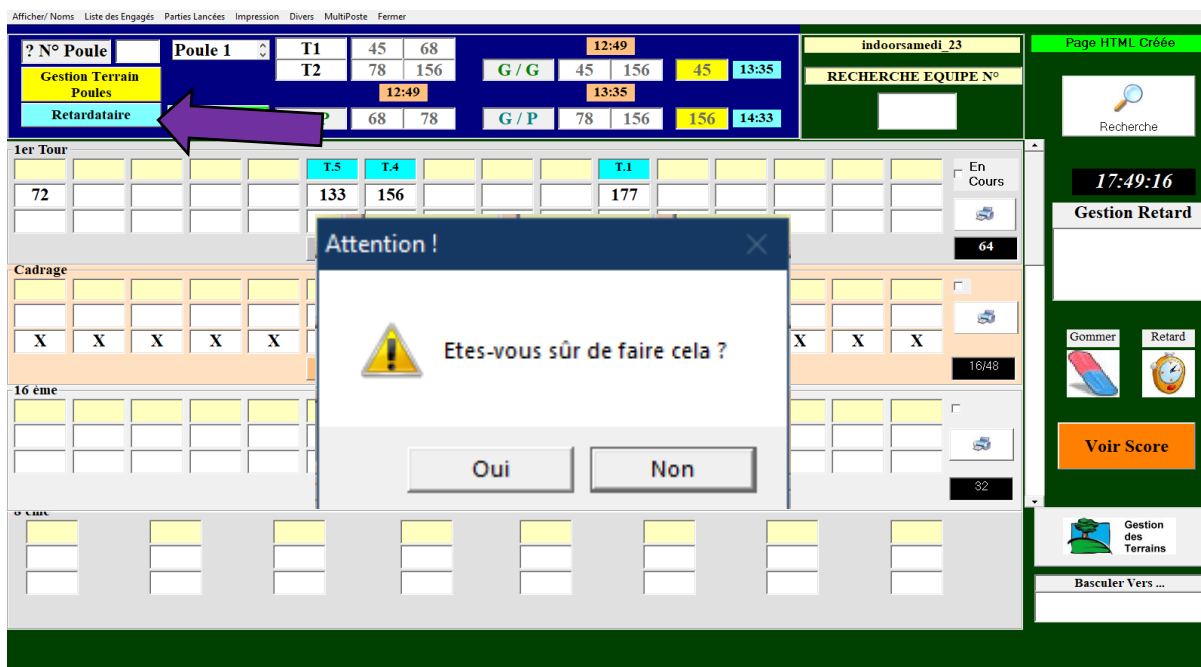 Afficher/ Noms Liste des Engagés Parties Lancées Impression Divers MultiPoste Fermer
? N° Poule Poule 1 T1 45 68 12:49 indoorsamedi_23 Page HTML Créée
T2 78 156 G / G 45 156 45 13:35 RECHERCHE EQUIPE N°
Gestion Terrain
Poules
12:49 13:35
Retardataire P 68 78 G / P 78 156 156 14:33 Recherche
1er Tour
T.5 T.4 T.1 En
Cours
72 133 156 177 17:49:16
Gestion Retard
64
Attention !
Cadrage
X X X X X X X X
Etes-vous sûr de faire cela ?
Gommer Retard
16/48
16 ème
Voir Score
Oui Non
32
8 ème
Gestion
des
Terrains
Basculer Vers ...